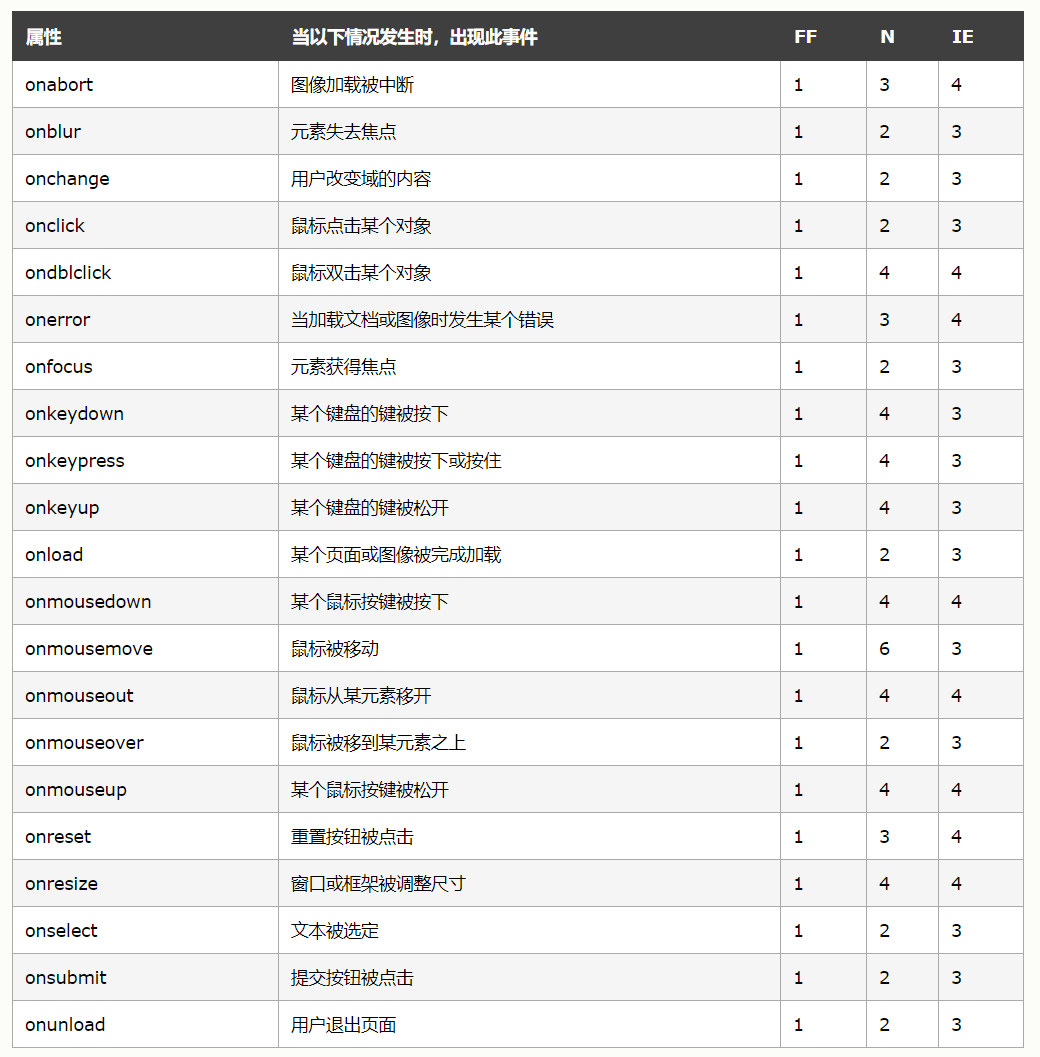 属性 当以下情况发生时，出现此事件 FF N IE
onabort 图像加载被中断 1 3 4
onblur 元素失去焦点 1 2 3
onchange 用户改变域的内容 1 2 3
onclick 鼠标点击某个对象 1 2 3
ondblclick 鼠标双击某个对象 1 4 4
onerror 当加载文档或图像时发生某个错误 1 3 4
onfocus 元素获得焦点 1 2 3
onkeydown 某个键盘的键被按下 1 4 3
onkeypress 某个键盘的键被按下或按住 1 4 3
onkeyup 某个键盘的键被松开 1 4 3
onload 某个页面或图像被完成加载 1 2 3
onmousedown 某个鼠标按键被按下 1 4 4
onmousemove 鼠标被移动 1 6 3
onmouseout 鼠标从某元素移开 1 4 4
onmouseover 鼠标被移到某元素之上 1 2 3
onmouseup 某个鼠标按键被松开 1 4 4
onreset 重置按钮被点击 1 3 4
onresize 窗口或框架被调整尺寸 1 4 4
onselect 文本被选定 1 2 3
onsubmit 提交按钮被点击 1 2 3
onunload 用户退出页面 1 2 3